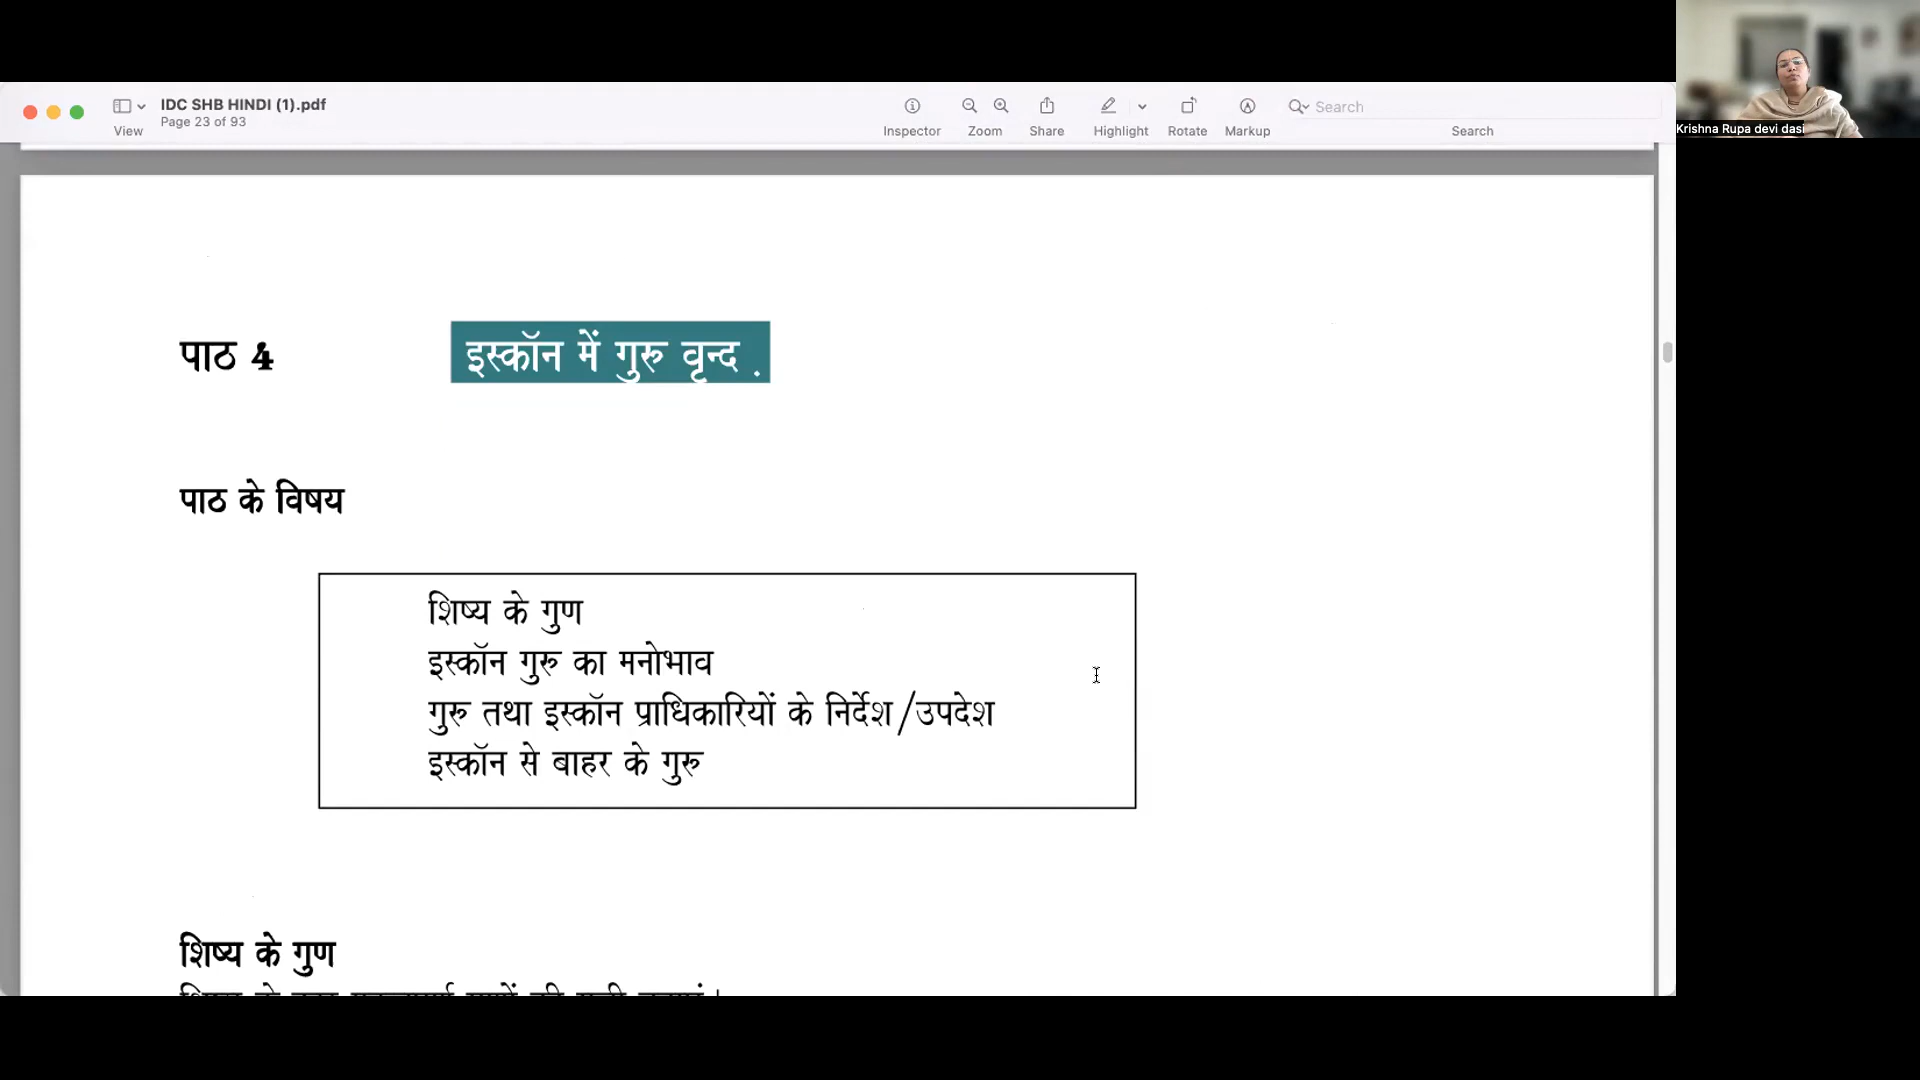 IDC SHB HINDI (1).pdf
Page 23 of 93
View
Inspector
Zoom
Share
Highlight
Rotate
Markup
Search
Search
Krishna Rupa devi dasi
पाठ 4
इस्कॉन में गुरु वृन्द .
पाठ के विषय
शिष्य के गुण
इस्कॉन गुरु का मनोभाव
गुरु तथा इस्कॉन प्राधिकारियों के निर्देश/उपदेश
इस्कॉन से बाहर के गुरु
शिष्य के गुण